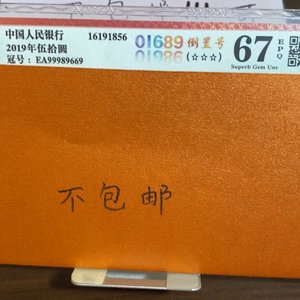 中国人民银行 16191856
2019年伍拾圆
冠号: EA99989669
01689 倒置号
01986 (☆☆☆)
67 EPQ
Superb Gem Unc
不包邮